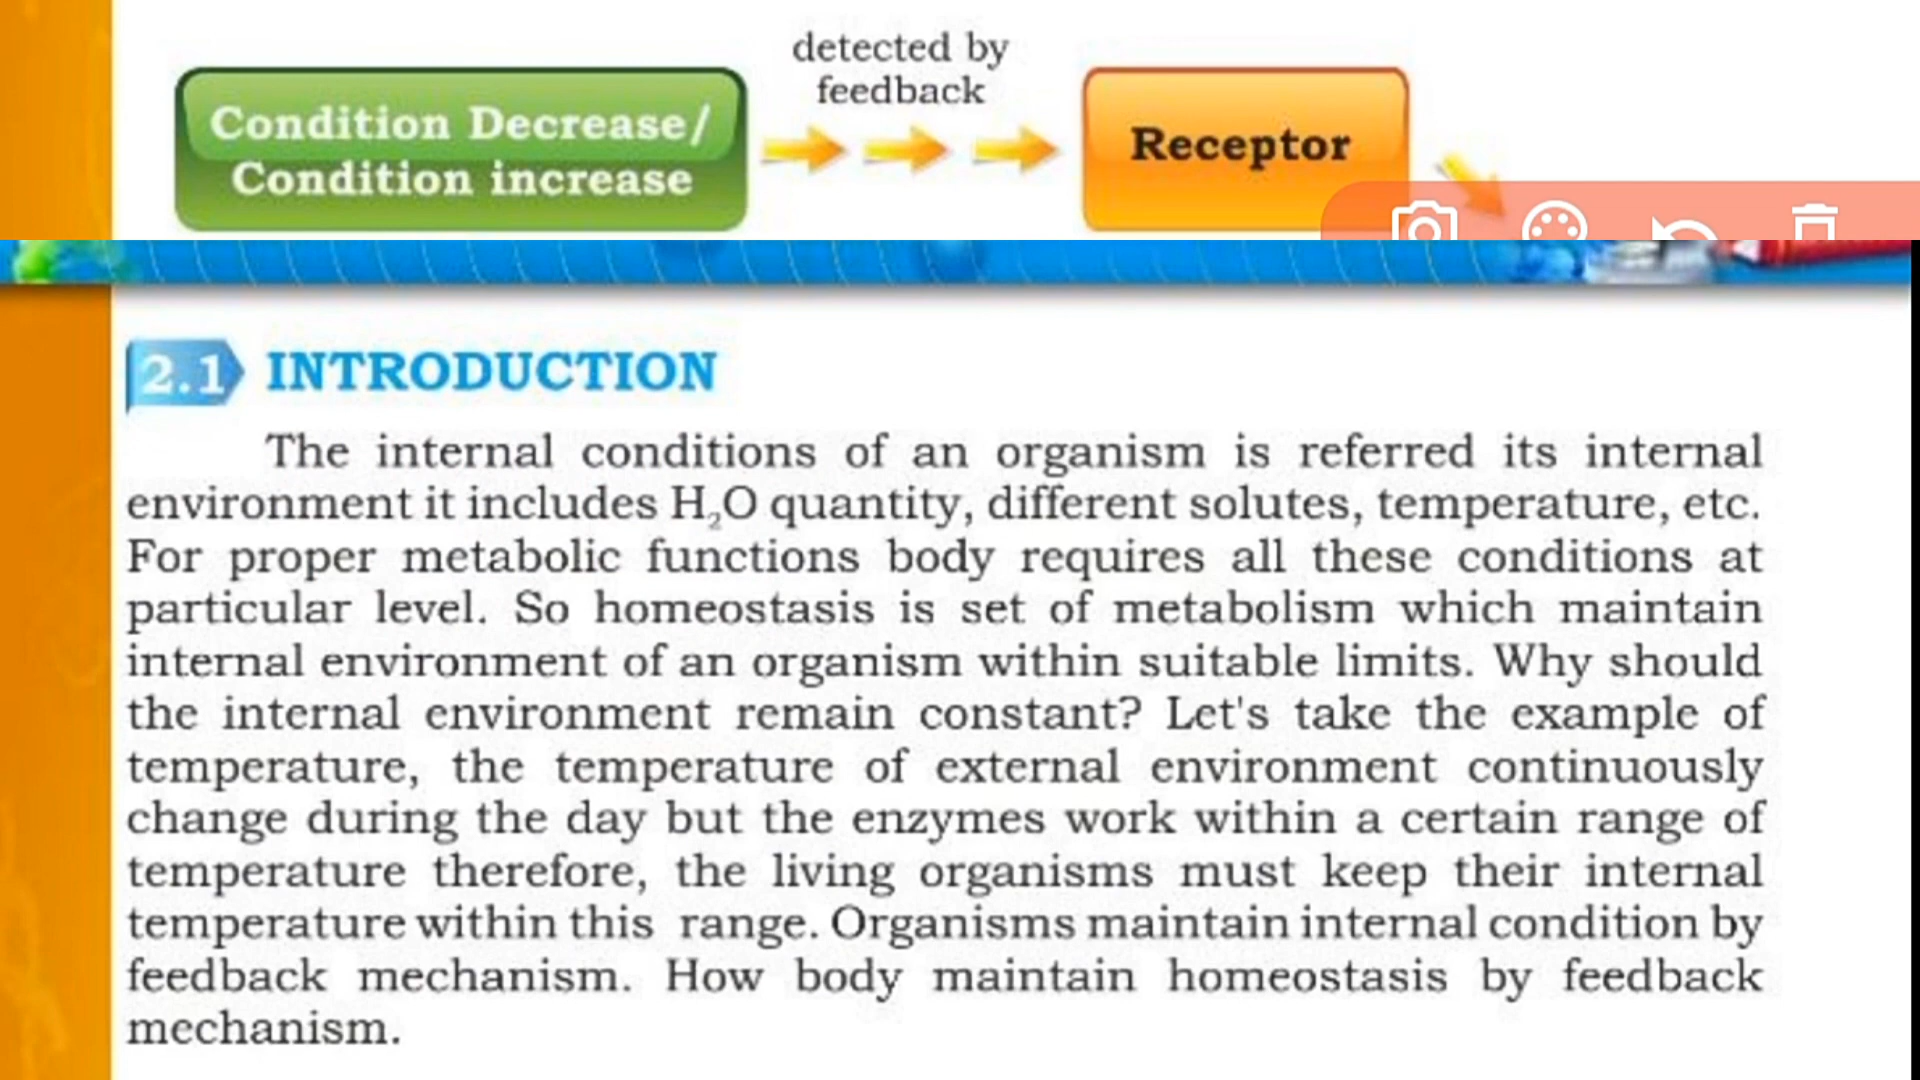 detected by
feedback
Condition Decrease/
Condition increase
Receptor
2.1 INTRODUCTION
The internal conditions of an organism is referred its internal
environment it includes H₂O quantity, different solutes, temperature, etc.
For proper metabolic functions body requires all these conditions at
particular level. So homeostasis is set of metabolism which maintain
internal environment of an organism within suitable limits. Why should
the internal environment remain constant? Let's take the example of
temperature, the temperature of external environment continuously
change during the day but the enzymes work within a certain range of
temperature therefore, the living organisms must keep their internal
temperature within this range. Organisms maintain internal condition by
feedback mechanism. How body maintain homeostasis by feedback
mechanism.